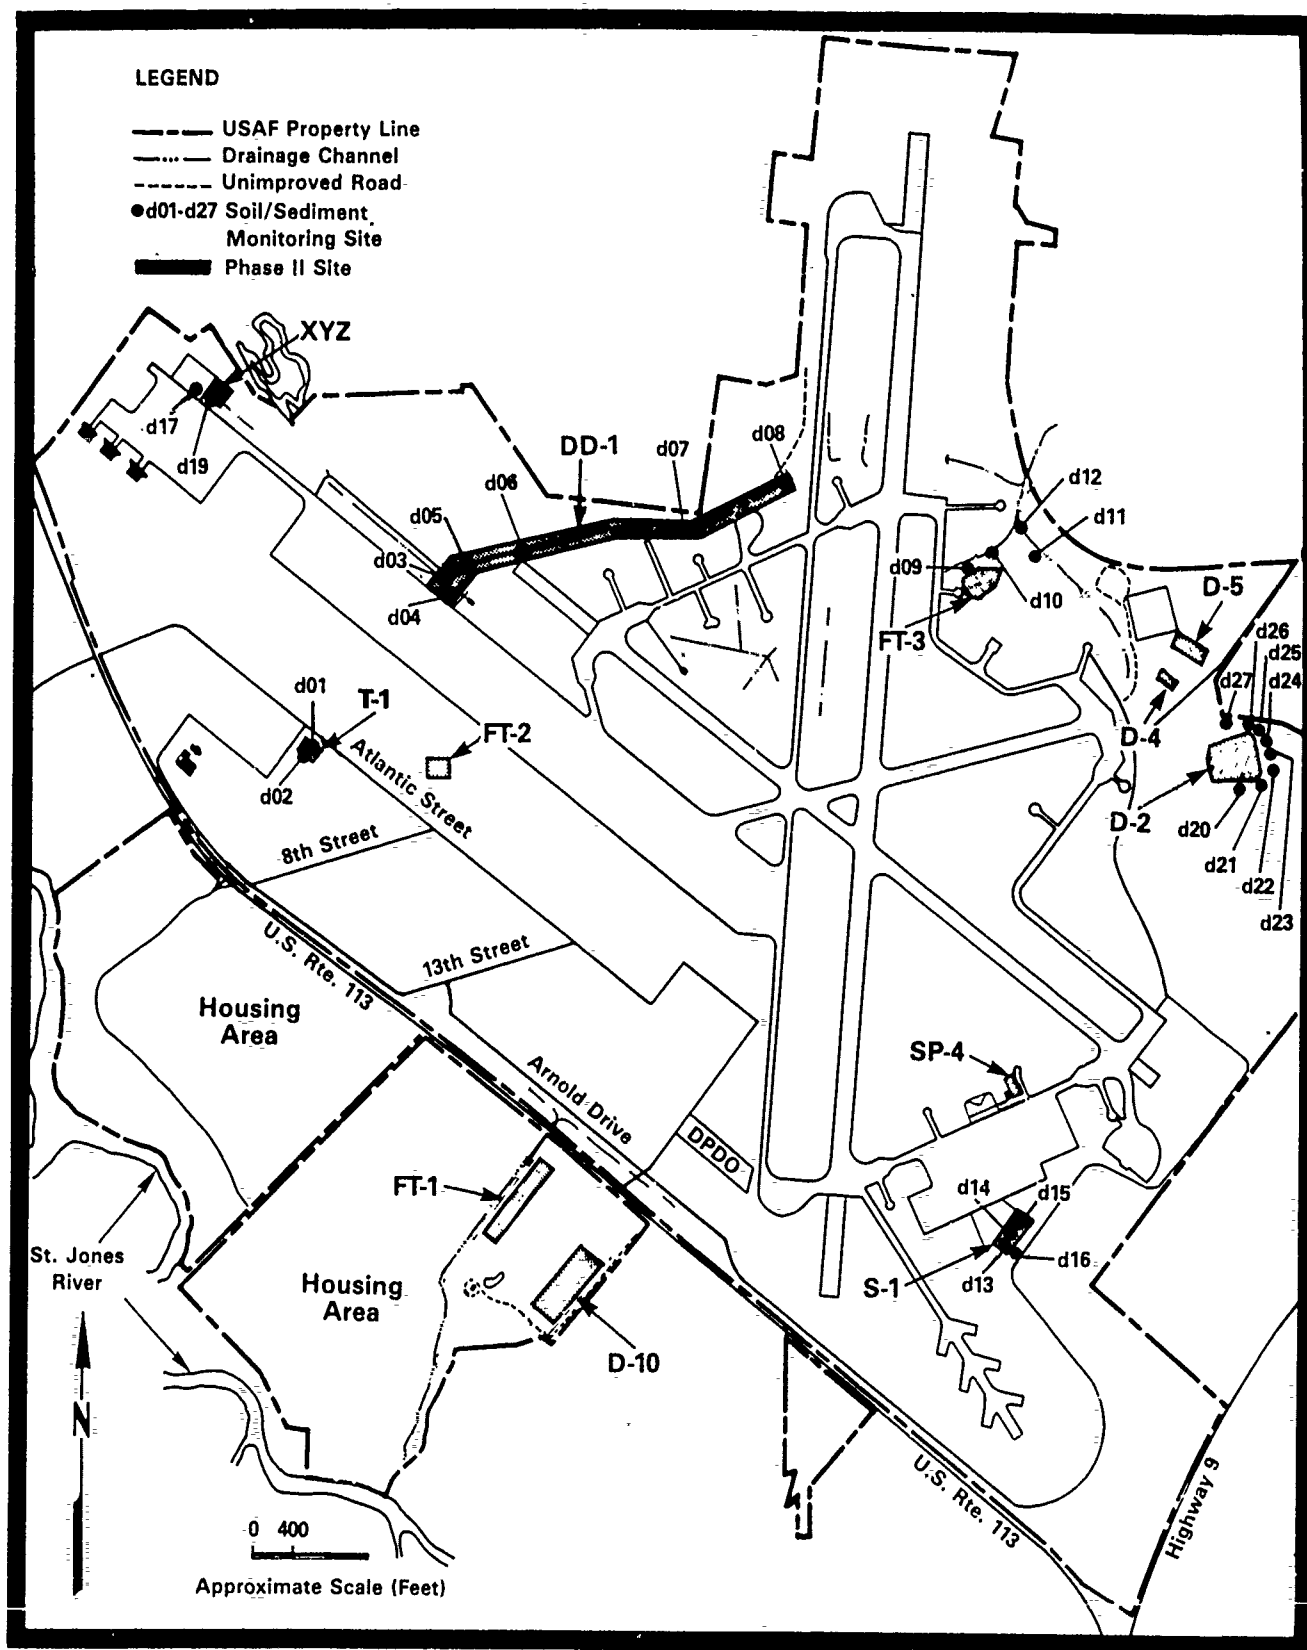 LEGEND
USAF Property Line
Drainage Channel
Unimproved Road
d01-d27 Soil/Sediment
Monitoring Site
Phase II Site
XYZ
d17
d19
DD-1
d07
d08
d06
d05
d03
d04
d12
d11
d09
d10
FT-3
D-5
d26
d25
d24
d27
D-4
D-2
d20
d21
d22
d23
d01
T-1
d02
FT-2
Atlantic Street
8th Street
13th Street
U.S. Rte. 113
Housing
Area
Arnold Drive
DPDO
SP-4
FT-1
d14
d15
d16
d13
S-1
St. Jones
River
Housing
Area
D-10
N
0 400
Approximate Scale (Feet)
U.S. Rte. 113
Highway 9